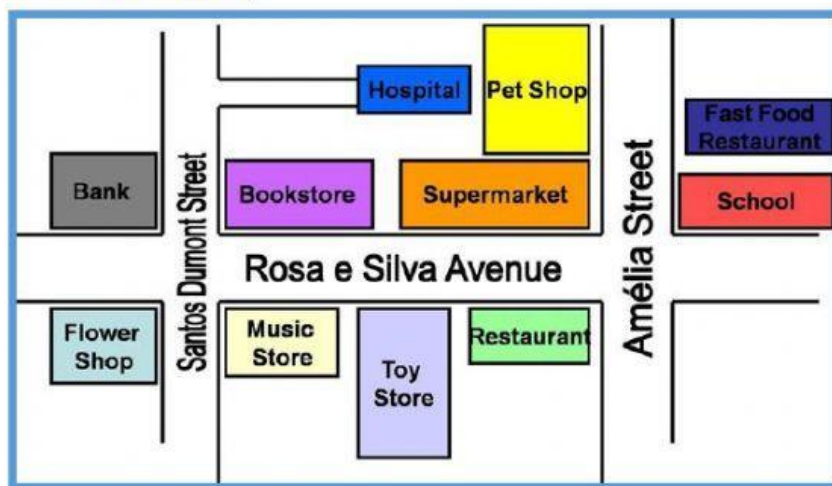 Hospital
Pet Shop
Fast Food
Restaurant
Bank
Santos Dumont Street
Bookstore
Supermarket
Amélia Street
School
Rosa e Silva Avenue
Flower
Shop
Music
Store
Toy
Store
Restaurant